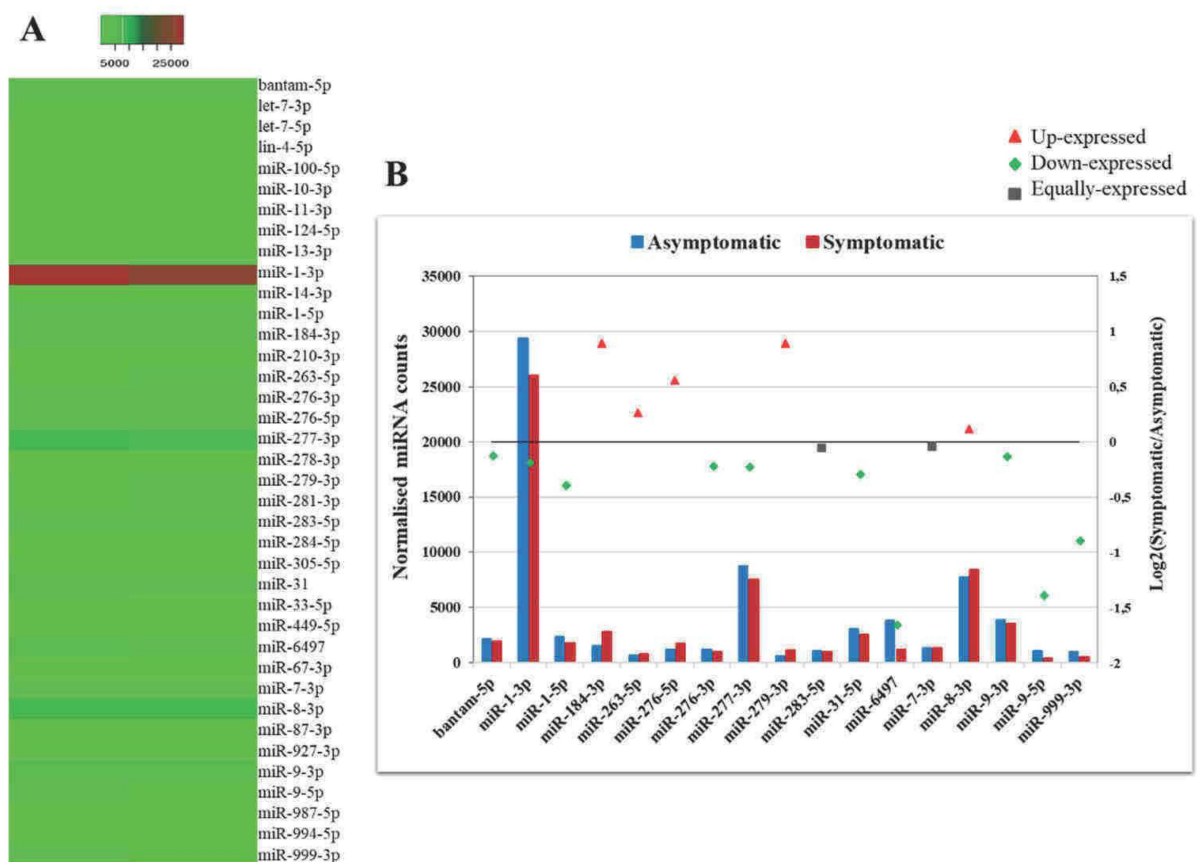 A
5000 25000
bantam-5p
let-7-3p
let-7-5p
lin-4-5p
miR-100-5p
miR-10-3p
miR-11-3p
miR-124-5p
miR-13-3p
miR-1-3p
miR-14-3p
miR-1-5p
miR-184-3p
miR-210-3p
miR-263-5p
miR-276-3p
miR-276-5p
miR-277-3p
miR-278-3p
miR-279-3p
miR-281-3p
miR-283-5p
miR-284-5p
miR-305-5p
miR-31
miR-33-5p
miR-449-5p
miR-6497
miR-67-3p
miR-7-3p
miR-8-3p
miR-87-3p
miR-927-3p
miR-9-3p
miR-9-5p
miR-987-5p
miR-994-5p
miR-999-3p
B
Up-expressed
Down-expressed
Equally-expressed
Asymptomatic Symptomatic
Normalised miRNA counts
35000
30000
25000
20000
15000
10000
5000
0
1,5
1
0,5
0
-0,5
-1
-1,5
-2
Log2(Symptomatic/Asymptomatic)
bantam-5p
miR-1-3p
miR-1-5p
miR-184-3p
miR-263-5p
miR-276-5p
miR-276-3p
miR-277-3p
miR-279-3p
miR-283-5p
miR-31-5p
miR-6497
miR-7-3p
miR-8-3p
miR-9-3p
miR-9-5p
miR-999-3p